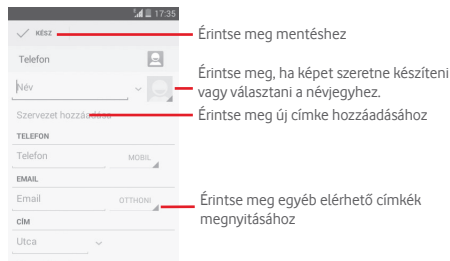 17:35
KÉSZ
Érintse meg mentéshez
Telefon
Név
Érintse meg, ha képet szeretne készíteni
vagy választani a névjegyhez.
Szervezet hozzáadása
Érintse meg új címke hozzáadásához
TELEFON
Telefon
MOBIL
EMAIL
Email
OTTHONI
Érintse meg egyéb elérhető címkék
megnyitásához
CÍM
Utca